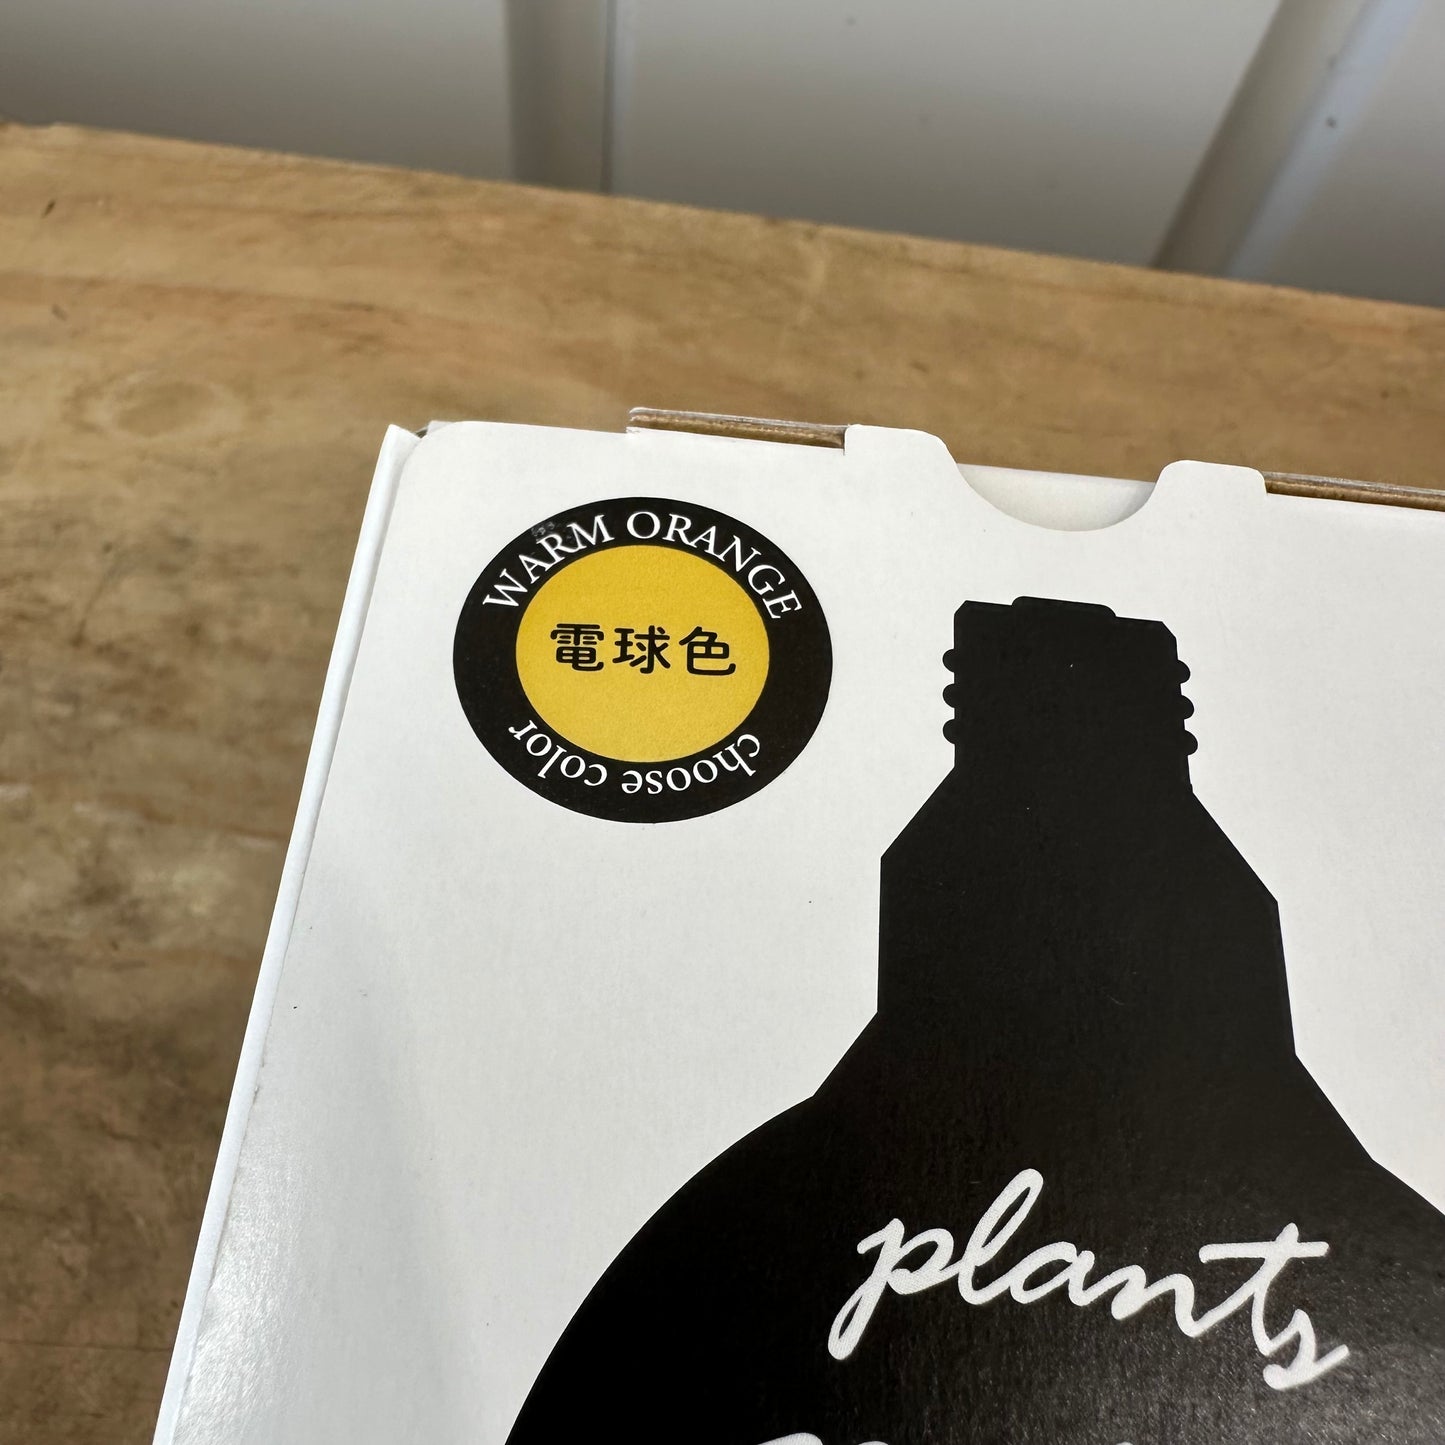 WARM ORANGE
電球色
choose color
plants